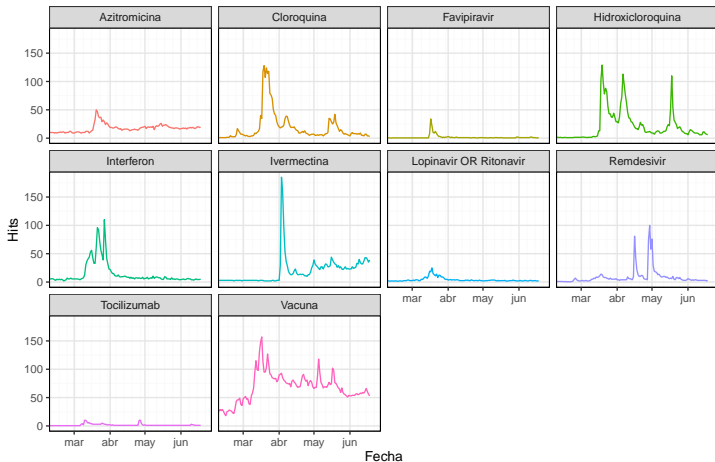 Azitromicina Cloroquina Favipiravir Hidroxicloroquina
150
100
50
0
Interferon Ivermectina Lopinavir OR Ritonavir Remdesivir
Hits
150
100
50
0
mar abr may jun mar abr may jun
Tocilizumab Vacuna
150
100
50
0
mar abr may jun mar abr may jun
Fecha